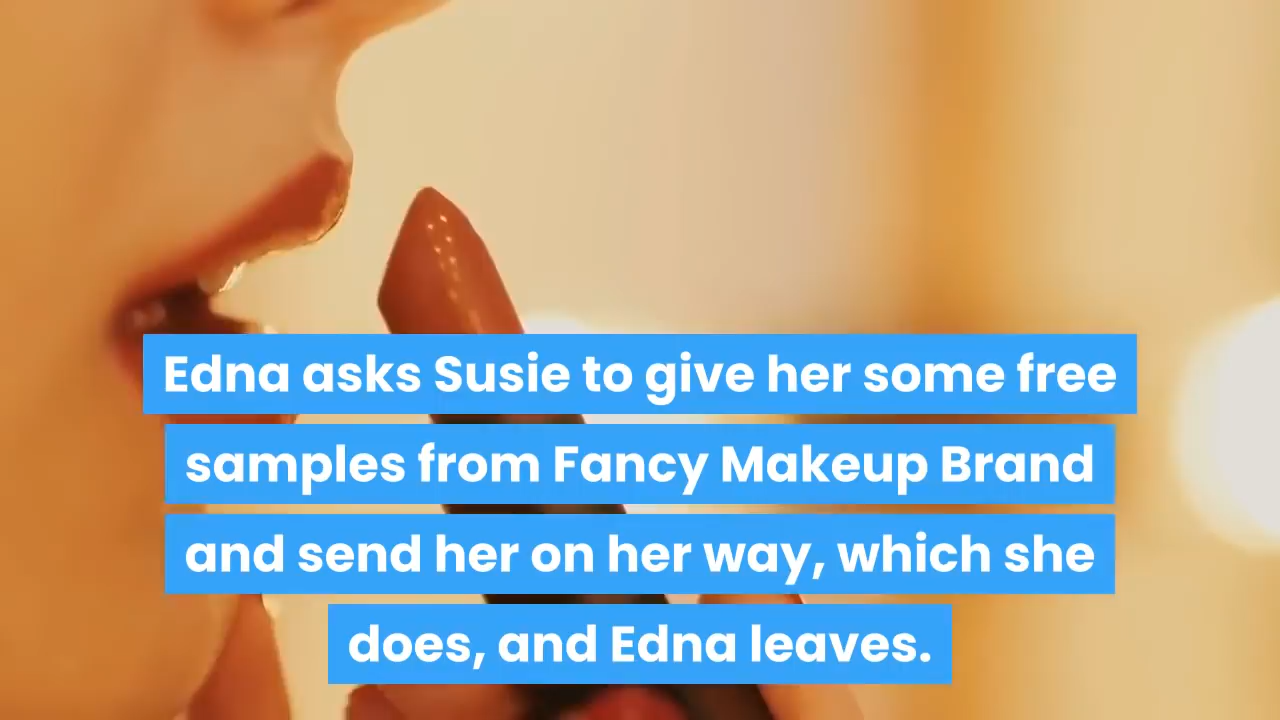 Edna asks Susie to give her some free
samples from Fancy Makeup Brand
and send her on her way, which she
does, and Edna leaves.